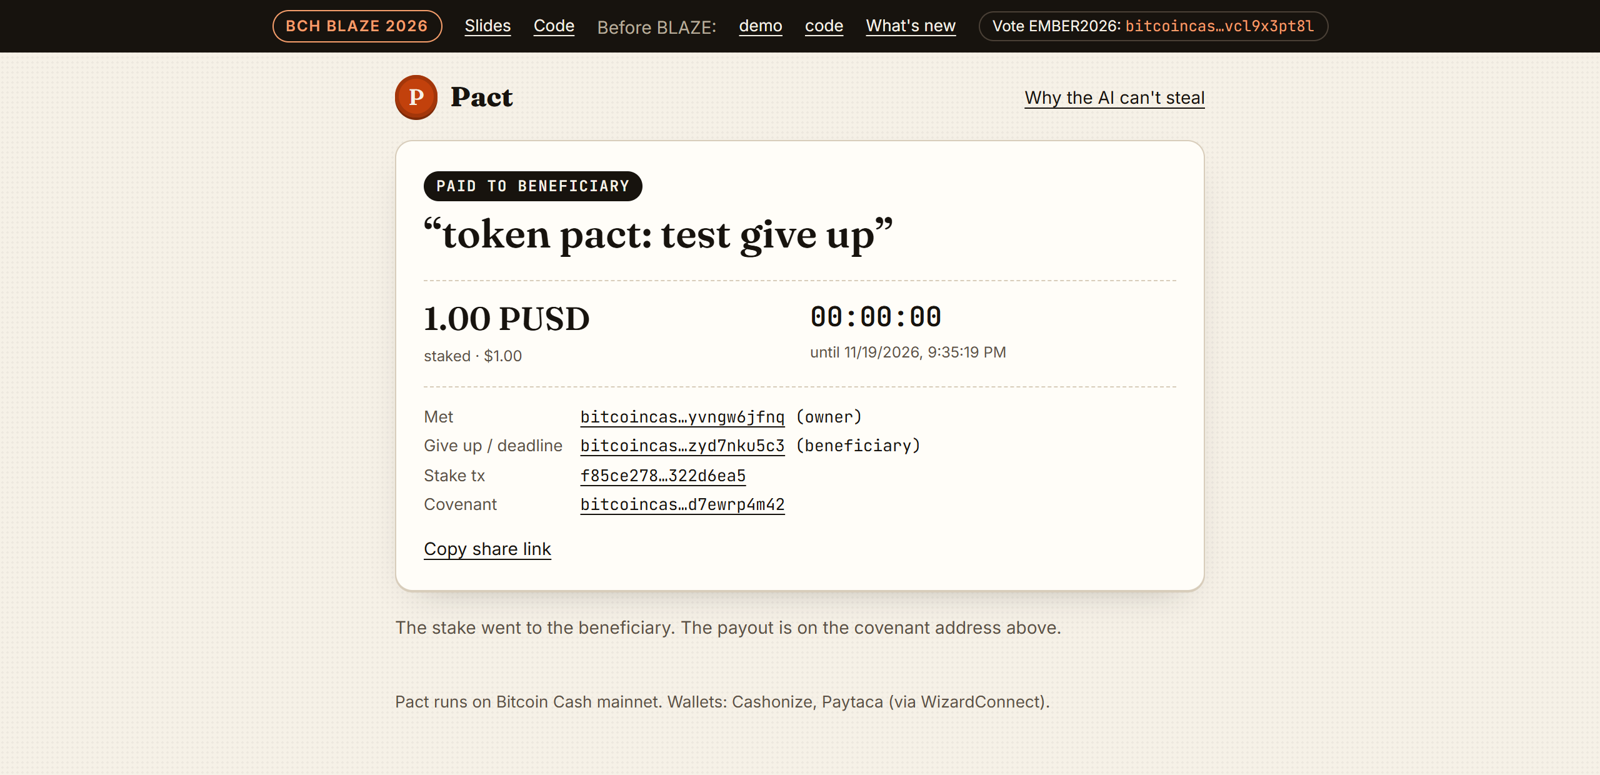 BCH BLAZE 2026 Slides Code Before BLAZE: demo code What's new Vote EMBER2026: bitcoincas…vcl9x3pt8l
P Pact Why the AI can't steal
PAID TO BENEFICIARY
“token pact: test give up”
1.00 PUSD 00:00:00
staked · $1.00 until 11/19/2026, 9:35:19 PM
Met bitcoincas…yvngw6jfnq (owner)
Give up / deadline bitcoincas…zyd7nku5c3 (beneficiary)
Stake tx f85ce278…322d6ea5
Covenant bitcoincas…d7ewrp4m42
Copy share link
The stake went to the beneficiary. The payout is on the covenant address above.
Pact runs on Bitcoin Cash mainnet. Wallets: Cashonize, Paytaca (via WizardConnect).